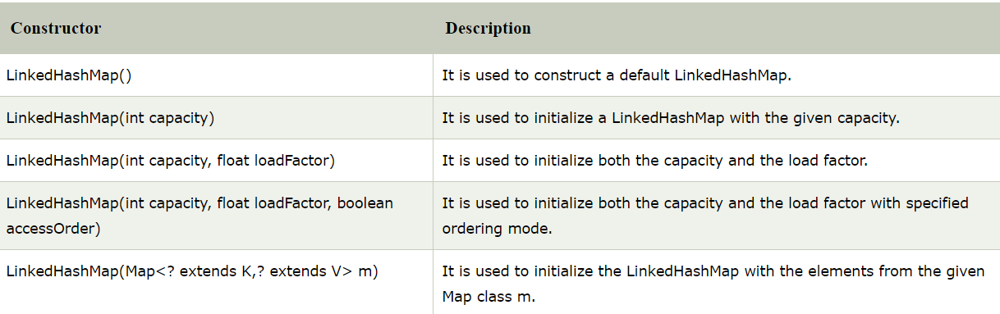 Constructor Description
LinkedHashMap() It is used to construct a default LinkedHashMap.
LinkedHashMap(int capacity) It is used to initialize a LinkedHashMap with the given capacity.
LinkedHashMap(int capacity, float loadFactor) It is used to initialize both the capacity and the load factor.
LinkedHashMap(int capacity, float loadFactor, boolean
accessOrder)
It is used to initialize both the capacity and the load factor with specified
ordering mode.
LinkedHashMap(Map<? extends K,? extends V> m)
It is used to initialize the LinkedHashMap with the elements from the given
Map class m.